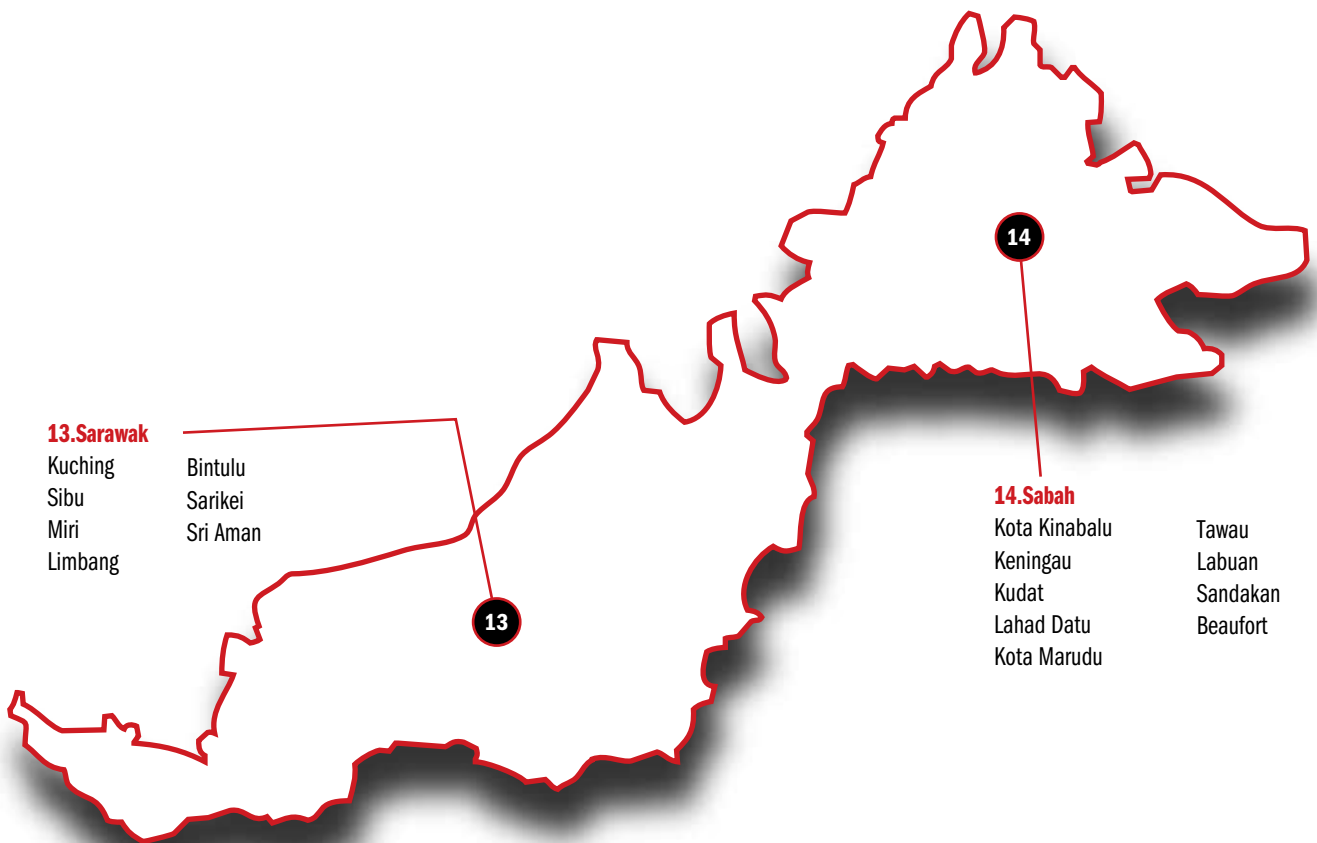 14
13.Sarawak
Kuching
Sibu
Miri
Limbang
Bintulu
Sarikei
Sri Aman
13
14.Sabah
Kota Kinabalu
Keningau
Kudat
Lahad Datu
Kota Marudu
Tawau
Labuan
Sandakan
Beaufort